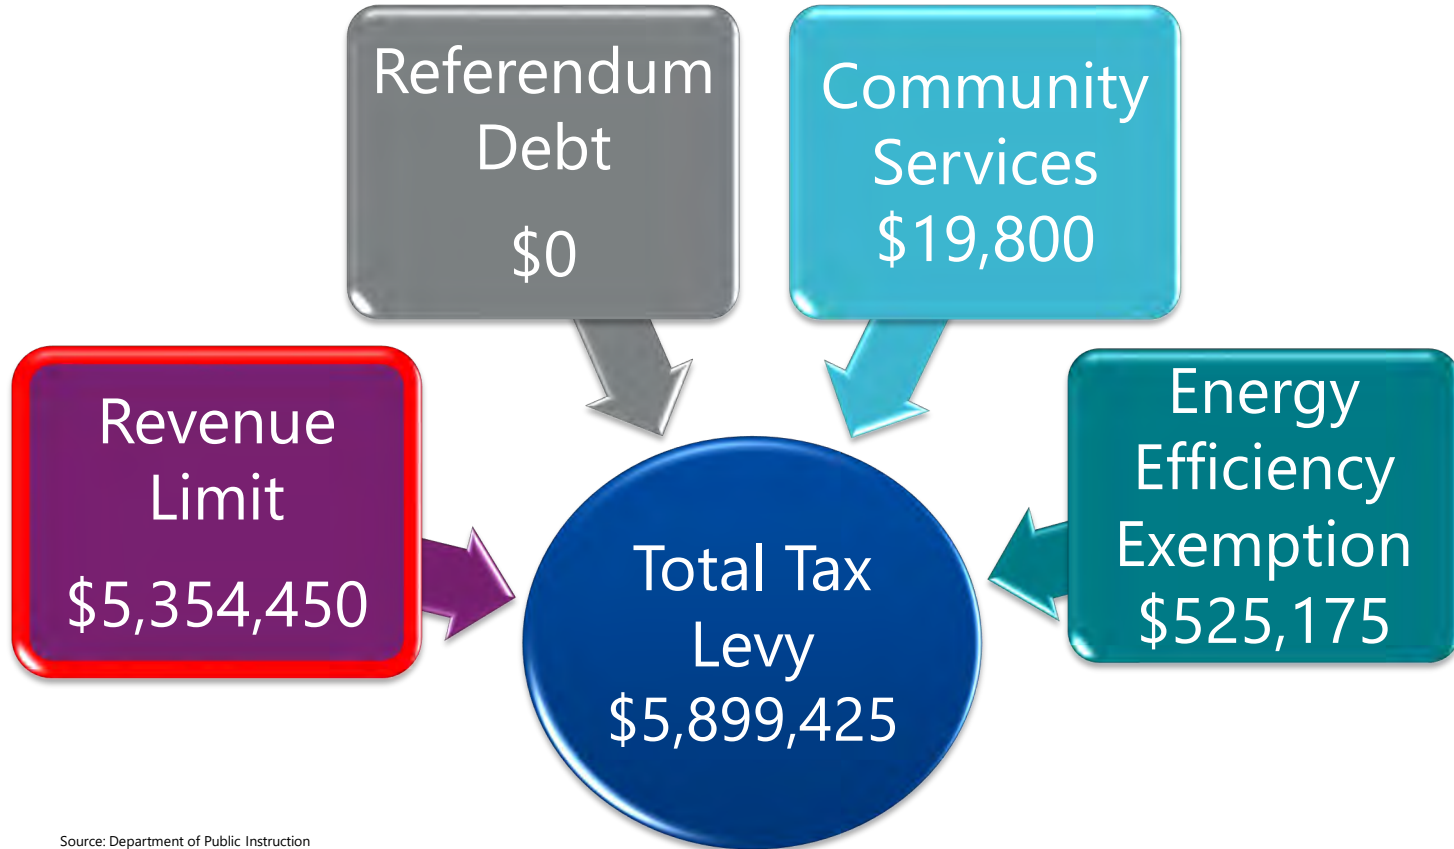 Referendum
Debt
$0
Community
Services
$19,800
Revenue
Limit
$5,354,450
Energy
Efficiency
Exemption
$525,175
Total Tax
Levy
$5,899,425
Source: Department of Public Instruction